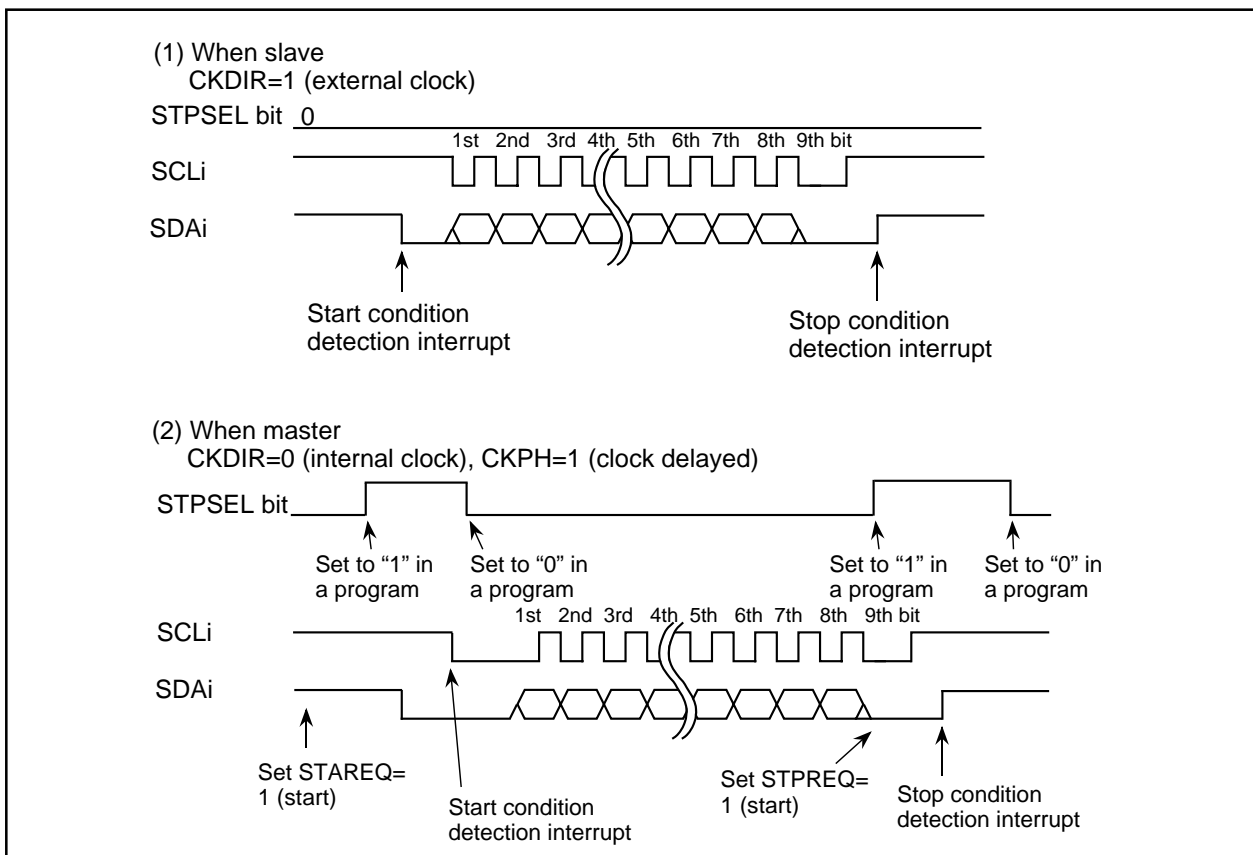 (1) When slave
CKDIR=1 (external clock)
STPSEL bit 0
1st 2nd 3rd 4th 5th 6th 7th 8th 9th bit
SCLi
SDAi
Start condition
detection interrupt
Stop condition
detection interrupt
(2) When master
CKDIR=0 (internal clock), CKPH=1 (clock delayed)
STPSEL bit
Set to “1” in
a program
Set to “0” in
a program
Set to “1” in
a program
Set to “0” in
a program
1st 2nd 3rd 4th 5th 6th 7th 8th 9th bit
SCLi
SDAi
Set STAREQ=
1 (start)
Start condition
detection interrupt
Set STPREQ=
1 (start)
Stop condition
detection interrupt